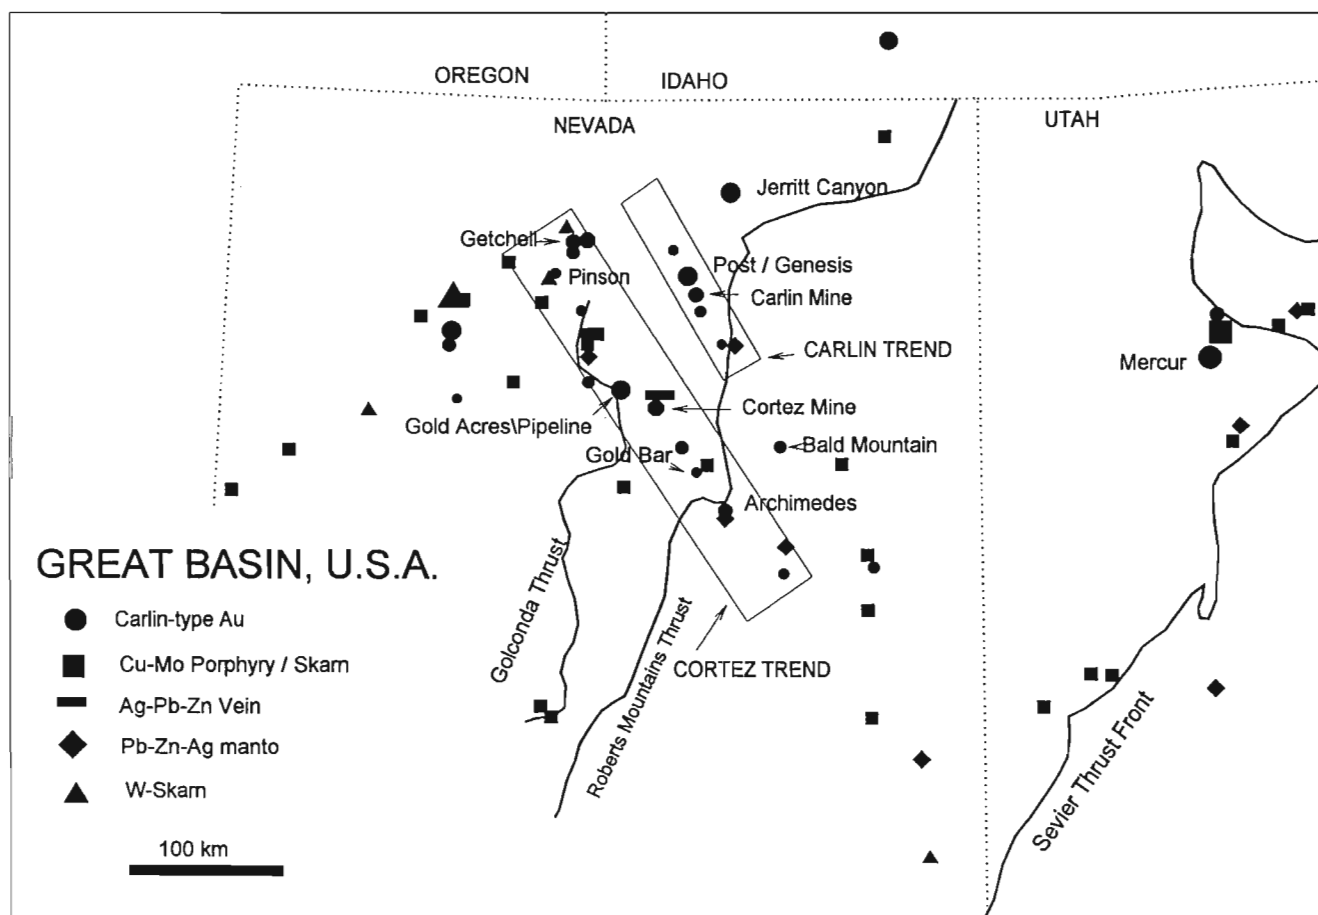 OREGON
IDAHO
NEVADA
UTAH
Jerritt Canyon
Getchell
Post / Genesis
Pinson
Carlin Mine
CARLIN TREND
Mercur
Cortez Mine
Gold Acres\Pipeline
Bald Mountain
Gold Bar
Archimedes
GREAT BASIN, U.S.A.
Golconda Thrust
Roberts Mountains Thrust
CORTEZ TREND
Sevier Thrust Front
Carlin-type Au
Cu-Mo Porphyry / Skarn
Ag-Pb-Zn Vein
Pb-Zn-Ag manto
W-Skarn
100 km